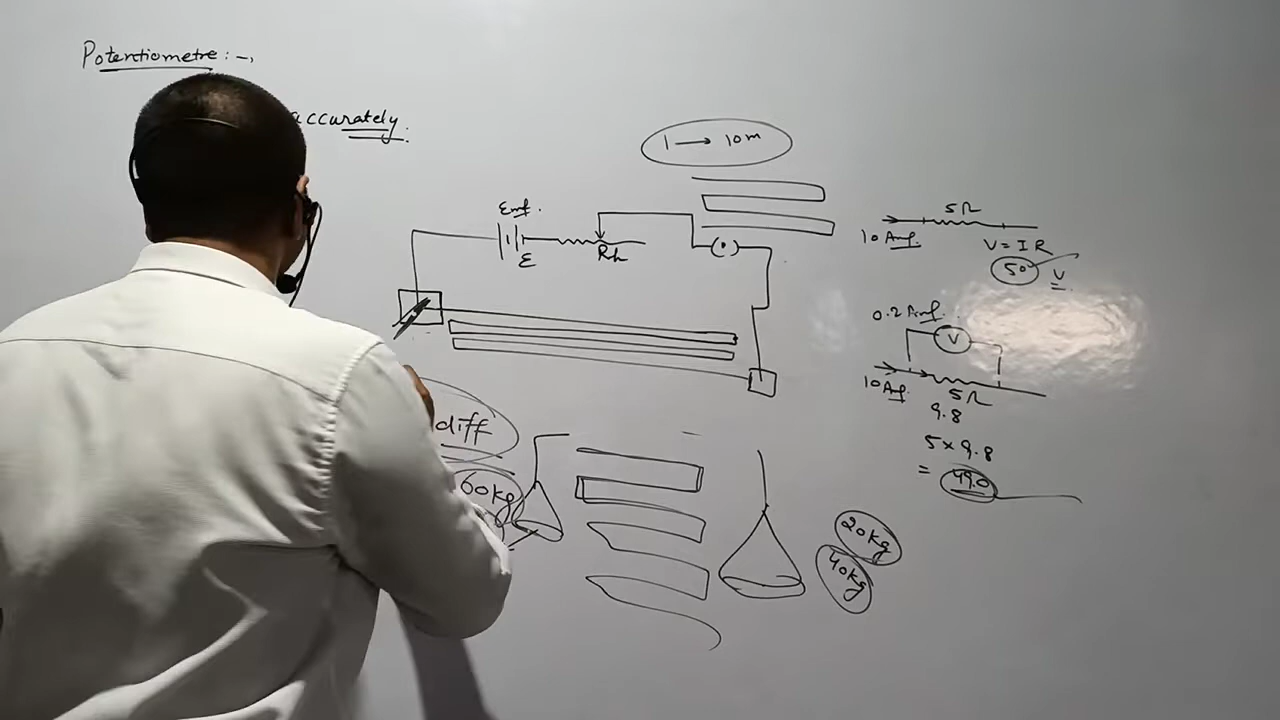 Potentiometre :-,
accurately.
1 → 10m
Emf.
E
Rh
( • )
5Ω
10 Amp.
V = I R
50 V
0.2 Amp.
V
10 Amp.
5Ω
9.8
5 × 9.8
= 49.0
diff
60kg
20kg
40kg